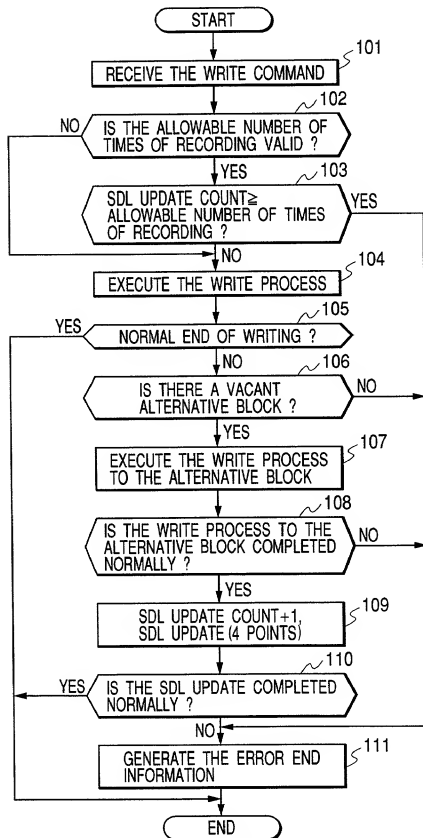 START
101
RECEIVE THE WRITE COMMAND
102
NO
IS THE ALLOWABLE NUMBER OF
TIMES OF RECORDING VALID ?
YES
103
SDL UPDATE COUNT≧
ALLOWABLE NUMBER OF TIMES
OF RECORDING ?
YES
NO
104
EXECUTE THE WRITE PROCESS
105
YES
NORMAL END OF WRITING ?
NO
106
IS THERE A VACANT
ALTERNATIVE BLOCK ?
NO
YES
107
EXECUTE THE WRITE PROCESS
TO THE ALTERNATIVE BLOCK
108
IS THE WRITE PROCESS TO THE
ALTERNATIVE BLOCK COMPLETED
NORMALLY ?
NO
YES
109
SDL UPDATE COUNT+1,
SDL UPDATE (4 POINTS)
110
YES
IS THE SDL UPDATE COMPLETED
NORMALLY ?
NO
111
GENERATE THE ERROR END
INFORMATION
END